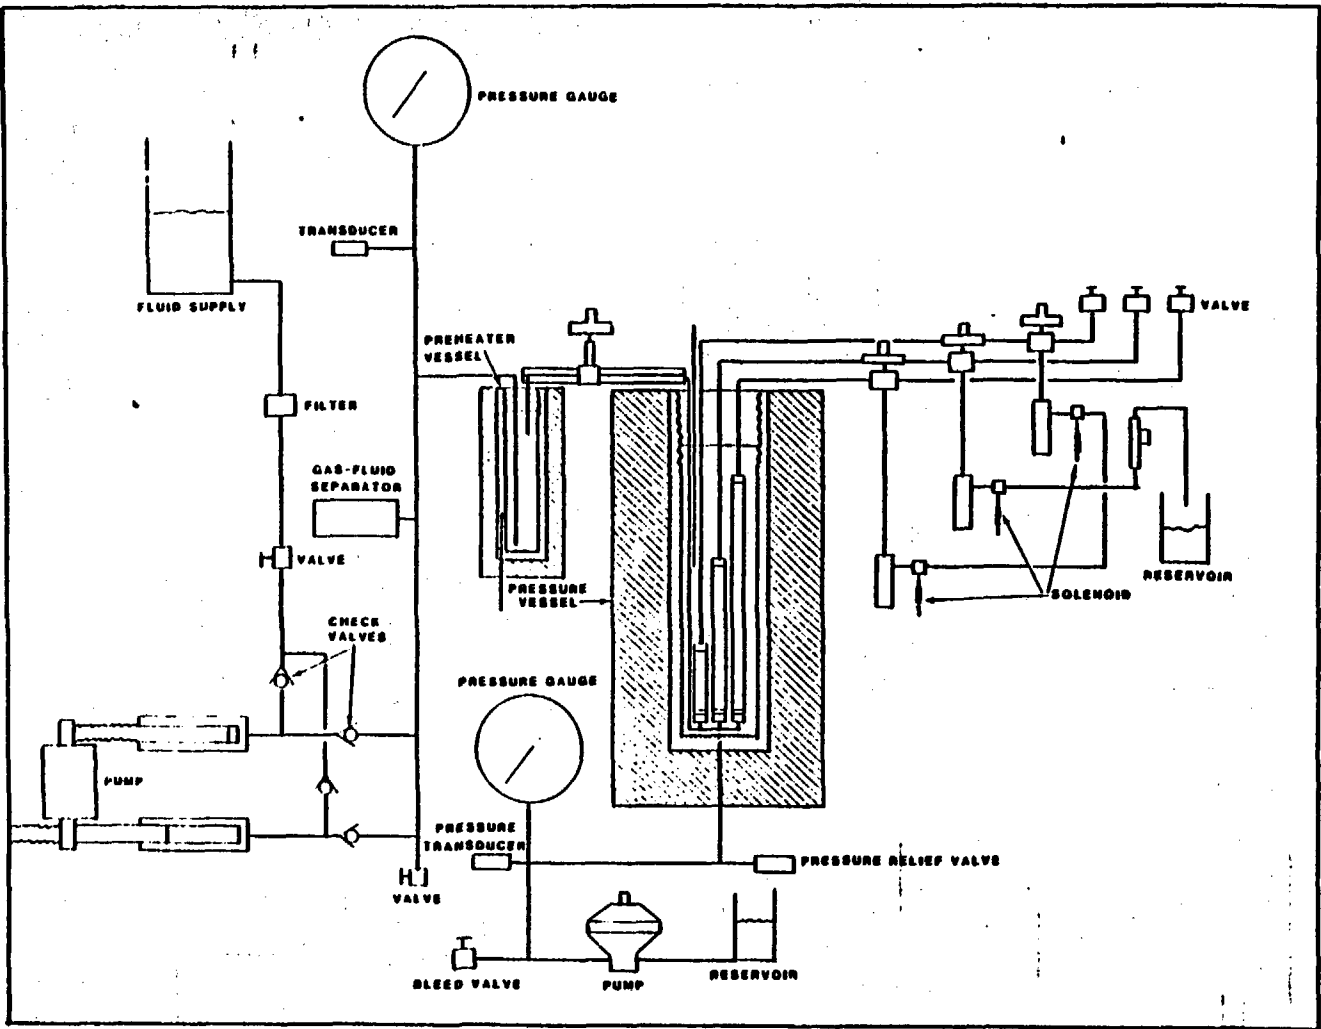 PRESSURE GAUGE
TRANSDUCER
FLUID SUPPLY
VALVE
PREHEATER
VESSEL
FILTER
GAS-FLUID
SEPARATOR
VALVE
RESERVOIR
PRESSURE
VESSEL
SOLENOID
CHECK
VALVES
PRESSURE GAUGE
PUMP
PRESSURE
TRANSDUCER
PRESSURE RELIEF VALVE
VALVE
BLEED VALVE
PUMP
RESERVOIR